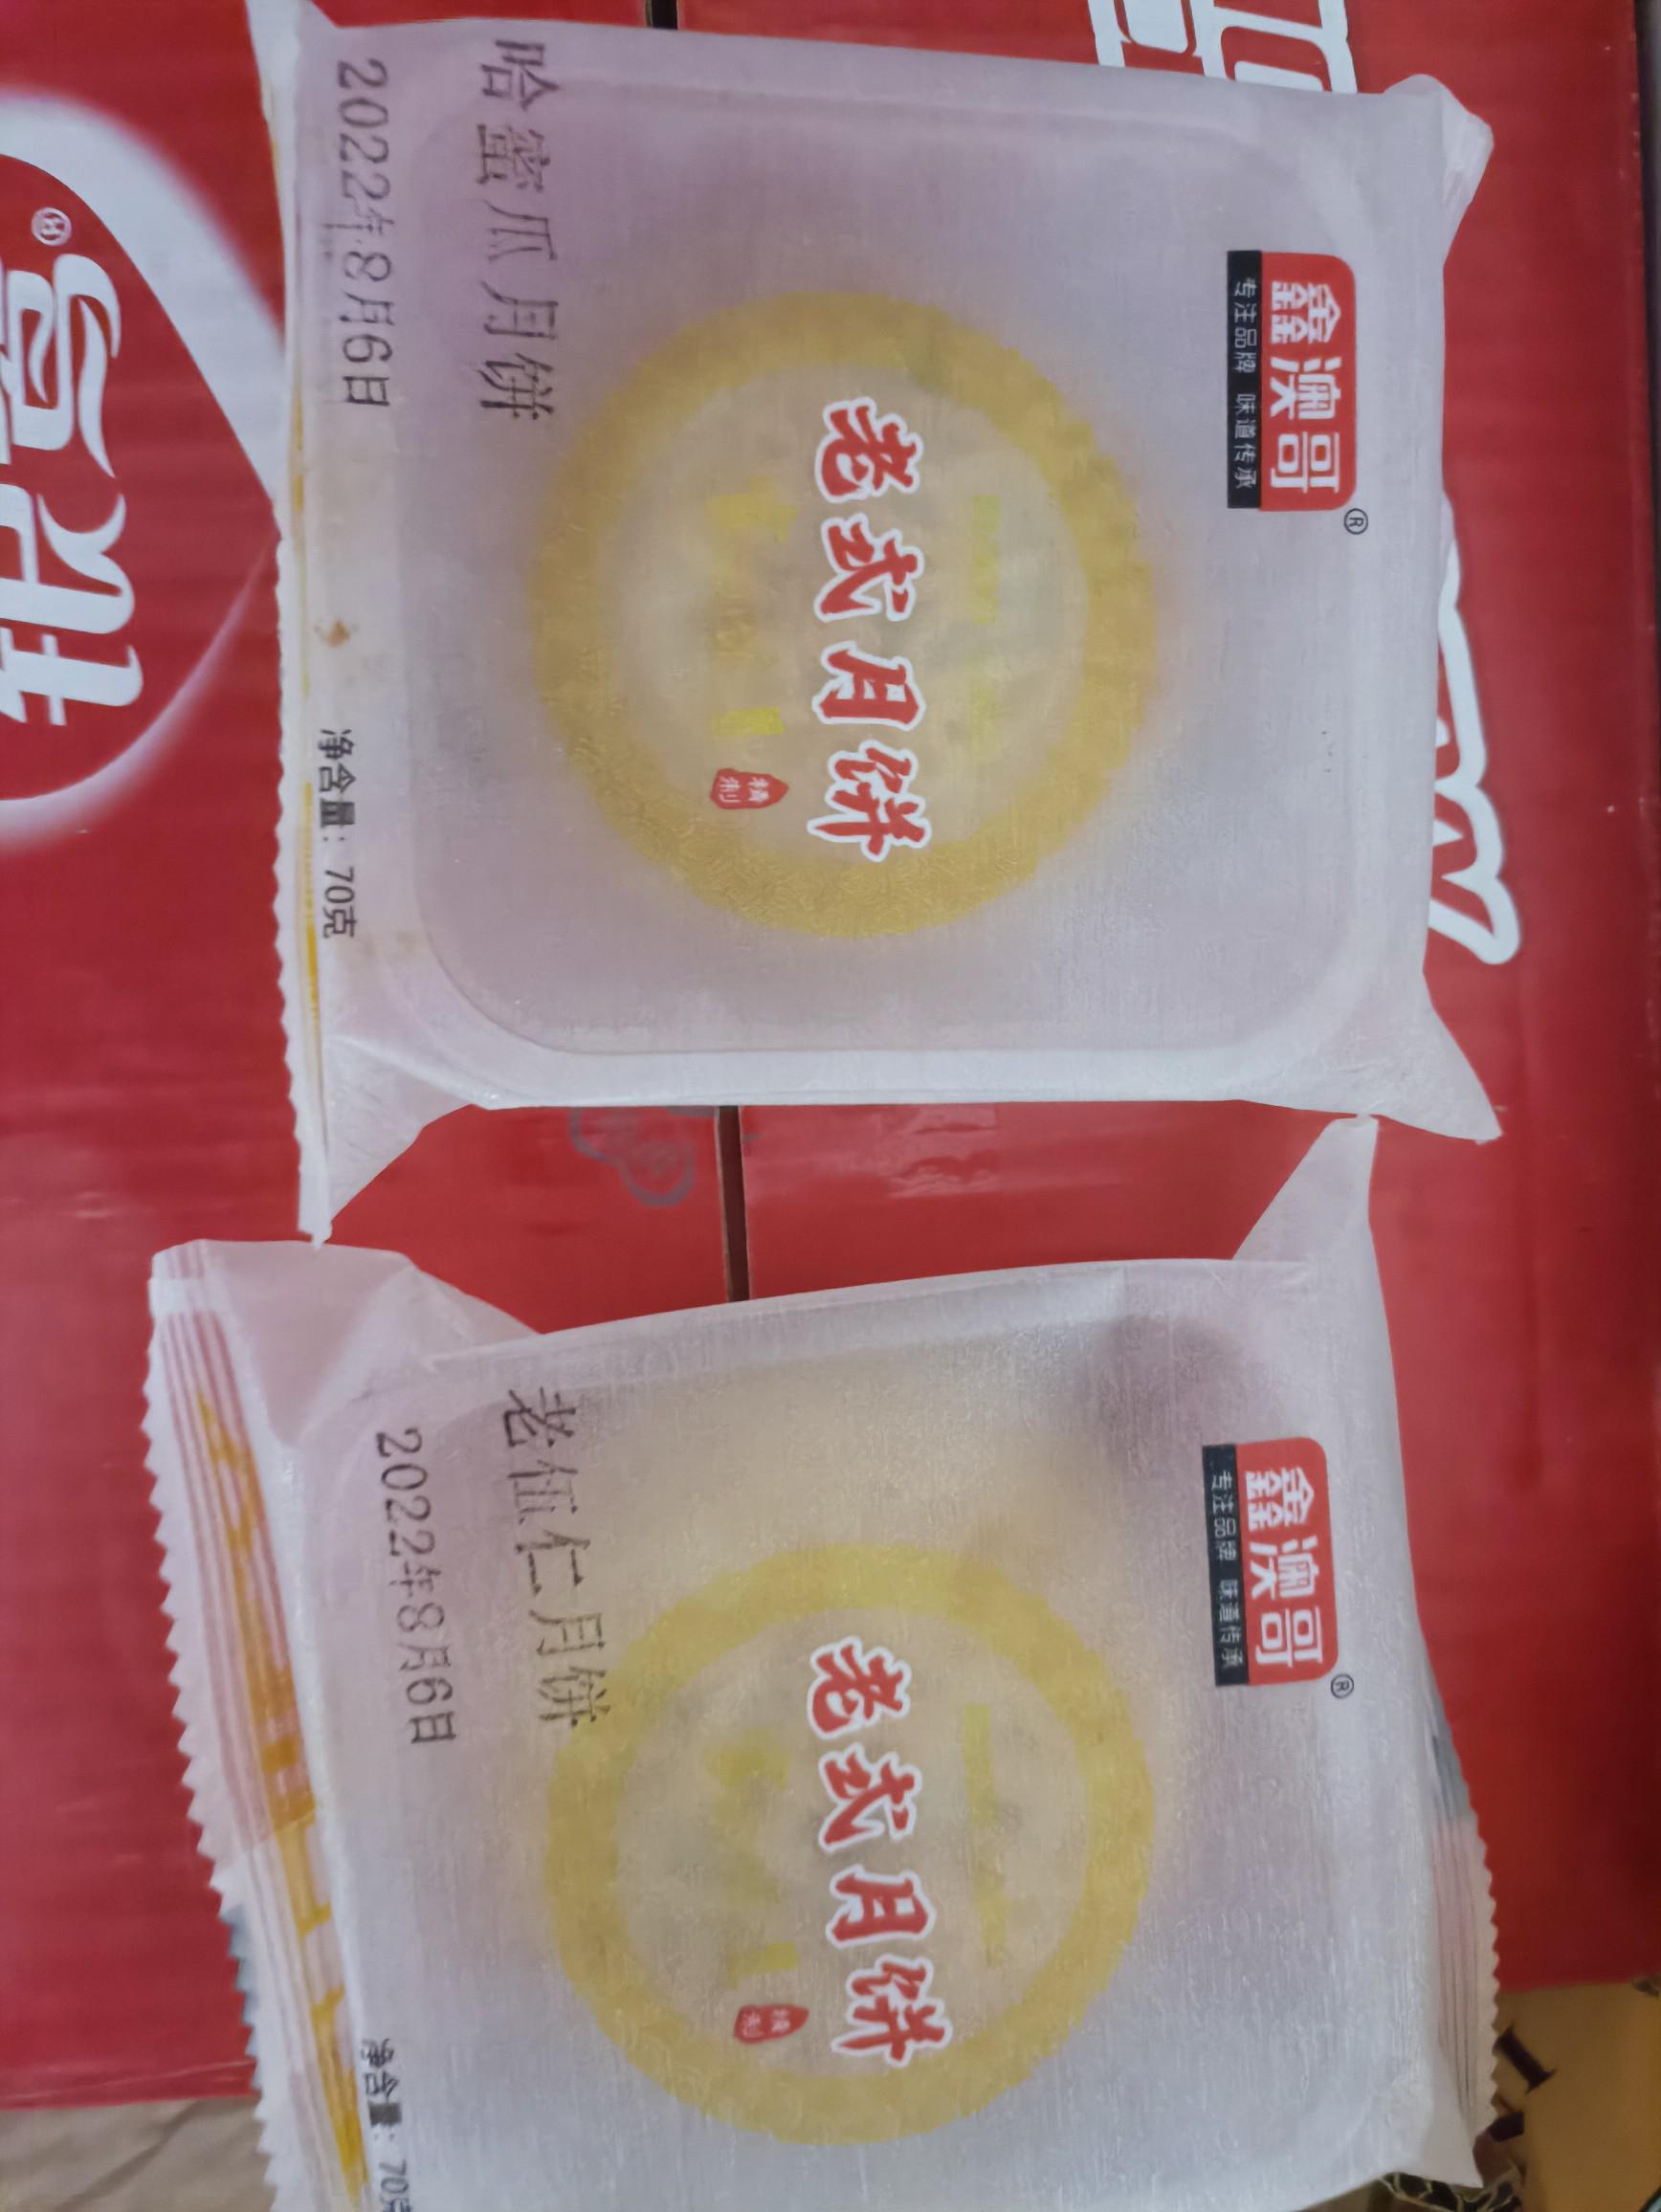 鑫澳哥®
专注品牌 味道传承
老式月饼
精制
哈蜜瓜月饼
2022年8月6日
净含量：70克
鑫澳哥®
专注品牌 味道传承
老式月饼
精制
老伍仁月饼
2022年8月6日
净含量：70克